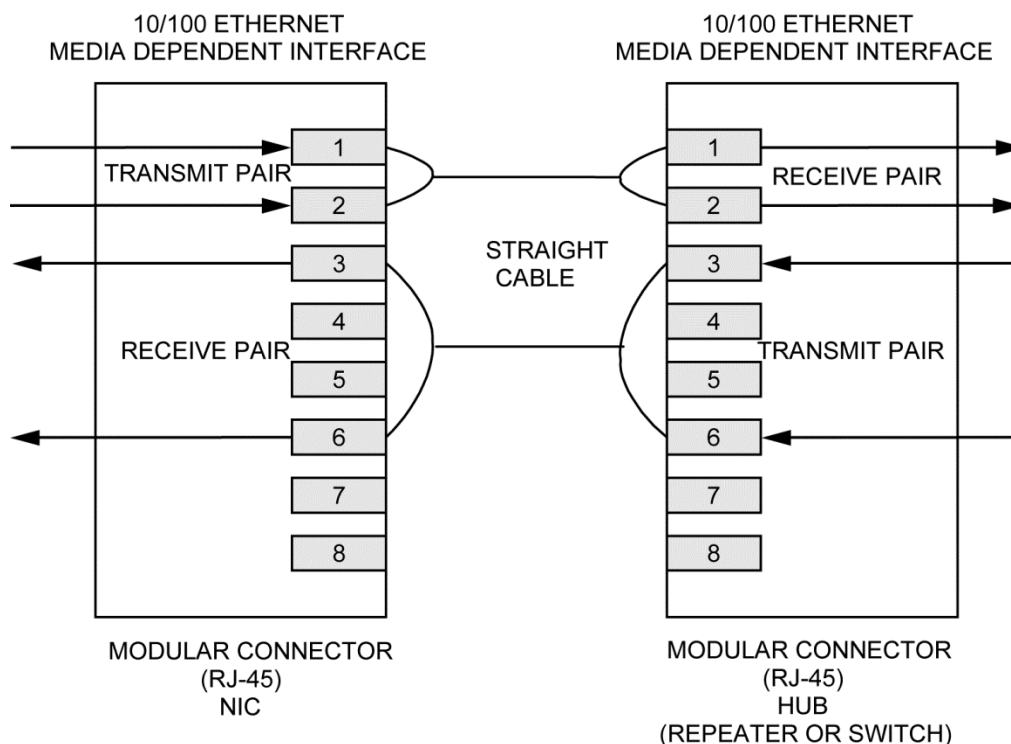 10/100 ETHERNET
MEDIA DEPENDENT INTERFACE
10/100 ETHERNET
MEDIA DEPENDENT INTERFACE
1
TRANSMIT PAIR
2
3
4
RECEIVE PAIR
5
6
7
8
STRAIGHT
CABLE
1
RECEIVE PAIR
2
3
4
TRANSMIT PAIR
5
6
7
8
MODULAR CONNECTOR
(RJ-45)
NIC
MODULAR CONNECTOR
(RJ-45)
HUB
(REPEATER OR SWITCH)